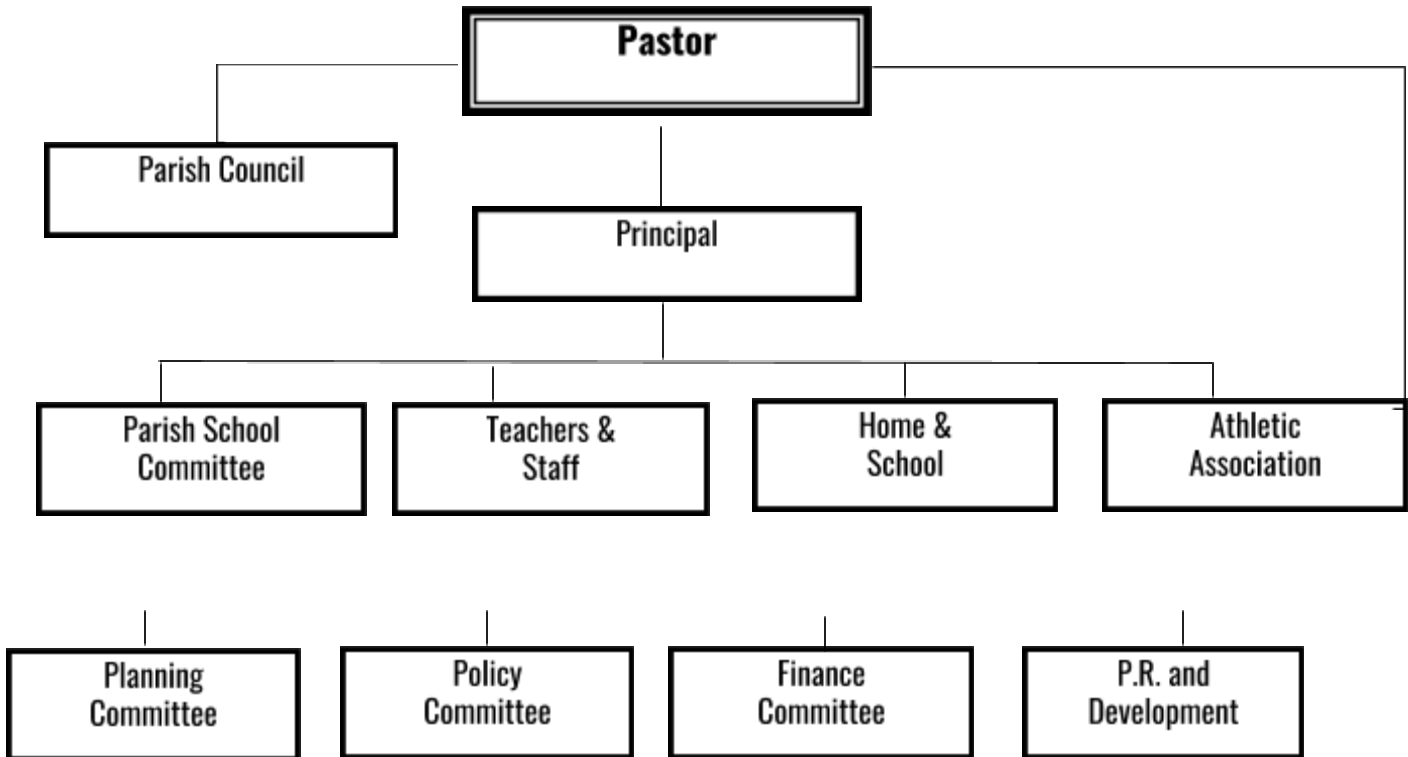 Pastor
Parish Council
Principal
Parish School
Committee
Teachers &
Staff
Home &
School
Athletic
Association
Planning
Committee
Policy
Committee
Finance
Committee
P.R. and
Development